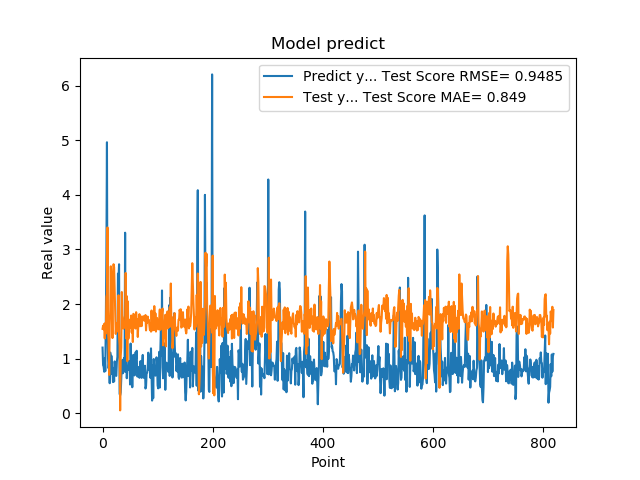 Model predict
Predict y... Test Score RMSE= 0.9485
Test y... Test Score MAE= 0.849
Real value
6
5
4
3
2
1
0
0 200 400 600 800
Point